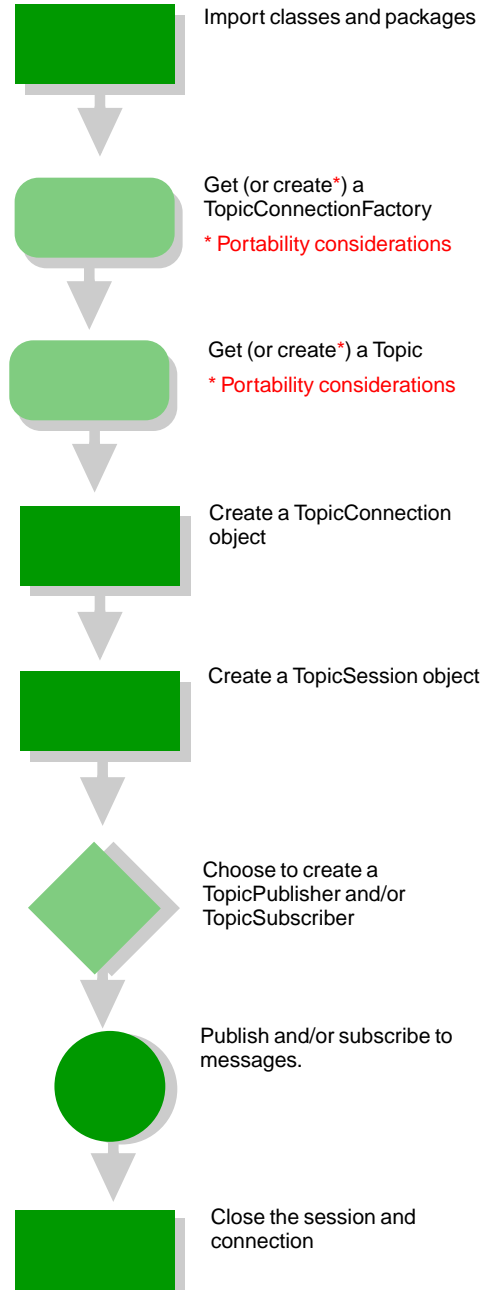 Import classes and packages
Get (or create*) a
TopicConnectionFactory
* Portability considerations
Get (or create*) a Topic
* Portability considerations
Create a TopicConnection
object
Create a TopicSession object
Choose to create a
TopicPublisher and/or
TopicSubscriber
Publish and/or subscribe to
messages.
Close the session and
connection